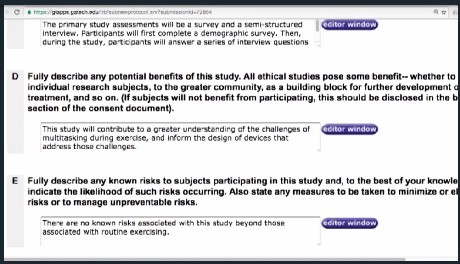 https://gtapps.gatech.edu/
The primary study assessments will be a survey and a semi-structured
interview. Participants will first complete a demographic survey. Then,
during the study, participants will answer a series of interview questions
editor window
D Fully describe any potential benefits of this study. All ethical studies pose some benefit-- whether to
individual research subjects, to the greater community, as a building block for further development
treatment, and so on. (If subjects will not benefit from participating, this should be disclosed in the
section of the consent document).
This study will contribute to a greater understanding of the challenges of
multitasking during exercise, and inform the design of devices that
address those challenges.
editor window
E Fully describe any known risks to subjects participating in this study and, to the best of your
indicate the likelihood of such risks occurring. Also state any measures to be taken to minimize or
risks or to manage unpreventable risks.
There are no known risks associated with this study beyond those
associated with routine exercising.
editor window